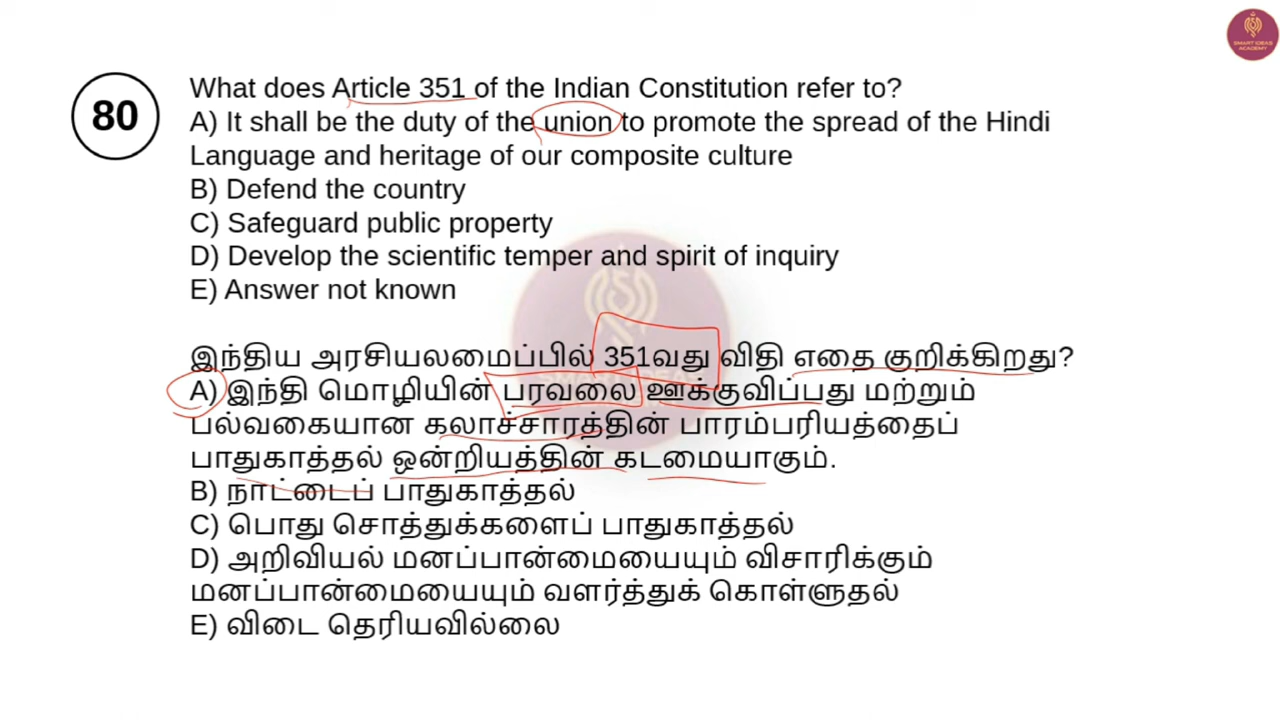 SMART IDEAS
ACADEMY
80
What does Article 351 of the Indian Constitution refer to?
A) It shall be the duty of the union to promote the spread of the Hindi
Language and heritage of our composite culture
B) Defend the country
C) Safeguard public property
D) Develop the scientific temper and spirit of inquiry
E) Answer not known
இந்திய அரசியலமைப்பில் 351வது விதி எதை குறிக்கிறது?
A) இந்தி மொழியின் பரவலை ஊக்குவிப்பது மற்றும்
பல்வகையான கலாச்சாரத்தின் பாரம்பரியத்தைப்
பாதுகாத்தல் ஒன்றியத்தின் கடமையாகும்.
B) நாட்டைப் பாதுகாத்தல்
C) பொது சொத்துக்களைப் பாதுகாத்தல்
D) அறிவியல் மனப்பான்மையையும் விசாரிக்கும்
மனப்பான்மையையும் வளர்த்துக் கொள்ளுதல்
E) விடை தெரியவில்லை